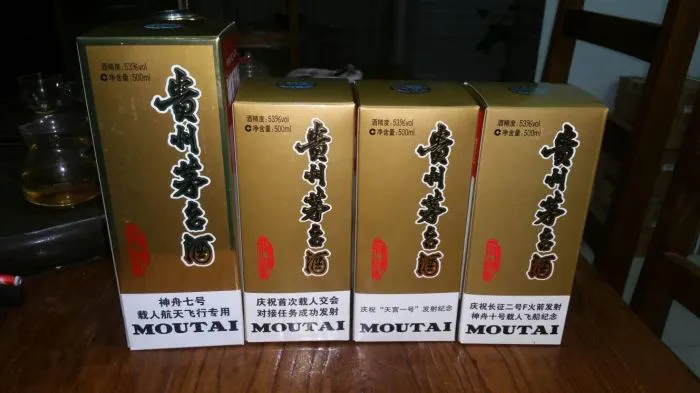 酒精度:53%vol
净含量:500ml
贵州茅台酒
神舟七号
载人航天飞行专用
MOUTAI
酒精度:53%vol
净含量:500ml
贵州茅台酒
庆祝首次载人交会
对接任务成功发射
MOUTAI
酒精度:53%vol
净含量:500ml
贵州茅台酒
庆祝“天宫一号”发射纪念
MOUTAI
酒精度:53%vol
净含量:500ml
贵州茅台酒
庆祝长征二号F火箭发射
神舟十号载人飞船纪念
MOUTAI